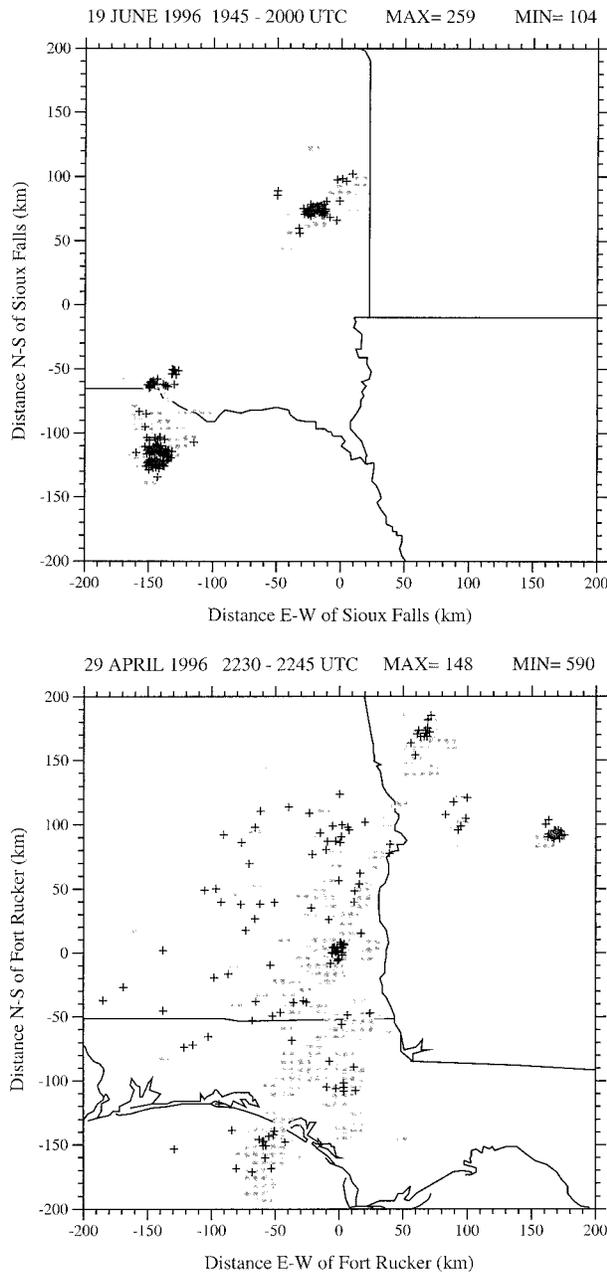 19 JUNE 1996 1945 - 2000 UTC MAX= 259 MIN= 104
200
150
100
50
0
-50
-100
-150
-200
Distance N-S of Sioux Falls (km)
-200 -150 -100 -50 0 50 100 150 200
Distance E-W of Sioux Falls (km)
29 APRIL 1996 2230 - 2245 UTC MAX= 148 MIN= 590
200
150
100
50
0
-50
-100
-150
-200
Distance N-S of Fort Rucker (km)
-200 -150 -100 -50 0 50 100 150 200
Distance E-W of Fort Rucker (km)